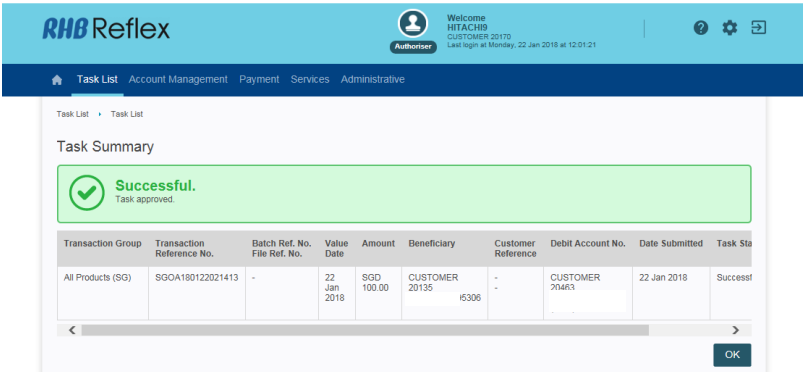 RHB Reflex
Authoriser
Welcome
HITACHI9
CUSTOMER 20170
Last login at Monday, 22 Jan 2018 at 12:01:21
?
Task List Account Management Payment Services Administrative
Task List › Task List
Task Summary
Successful.
Task approved.
Transaction Group Transaction Reference No. Batch Ref. No. File Ref. No. Value Date Amount Beneficiary Customer Reference Debit Account No. Date Submitted Task Sta
All Products (SG) SGOA180122021413 - 22 Jan 2018 SGD 100.00 CUSTOMER 20135 5306 - - CUSTOMER 20463 22 Jan 2018 Successf
OK